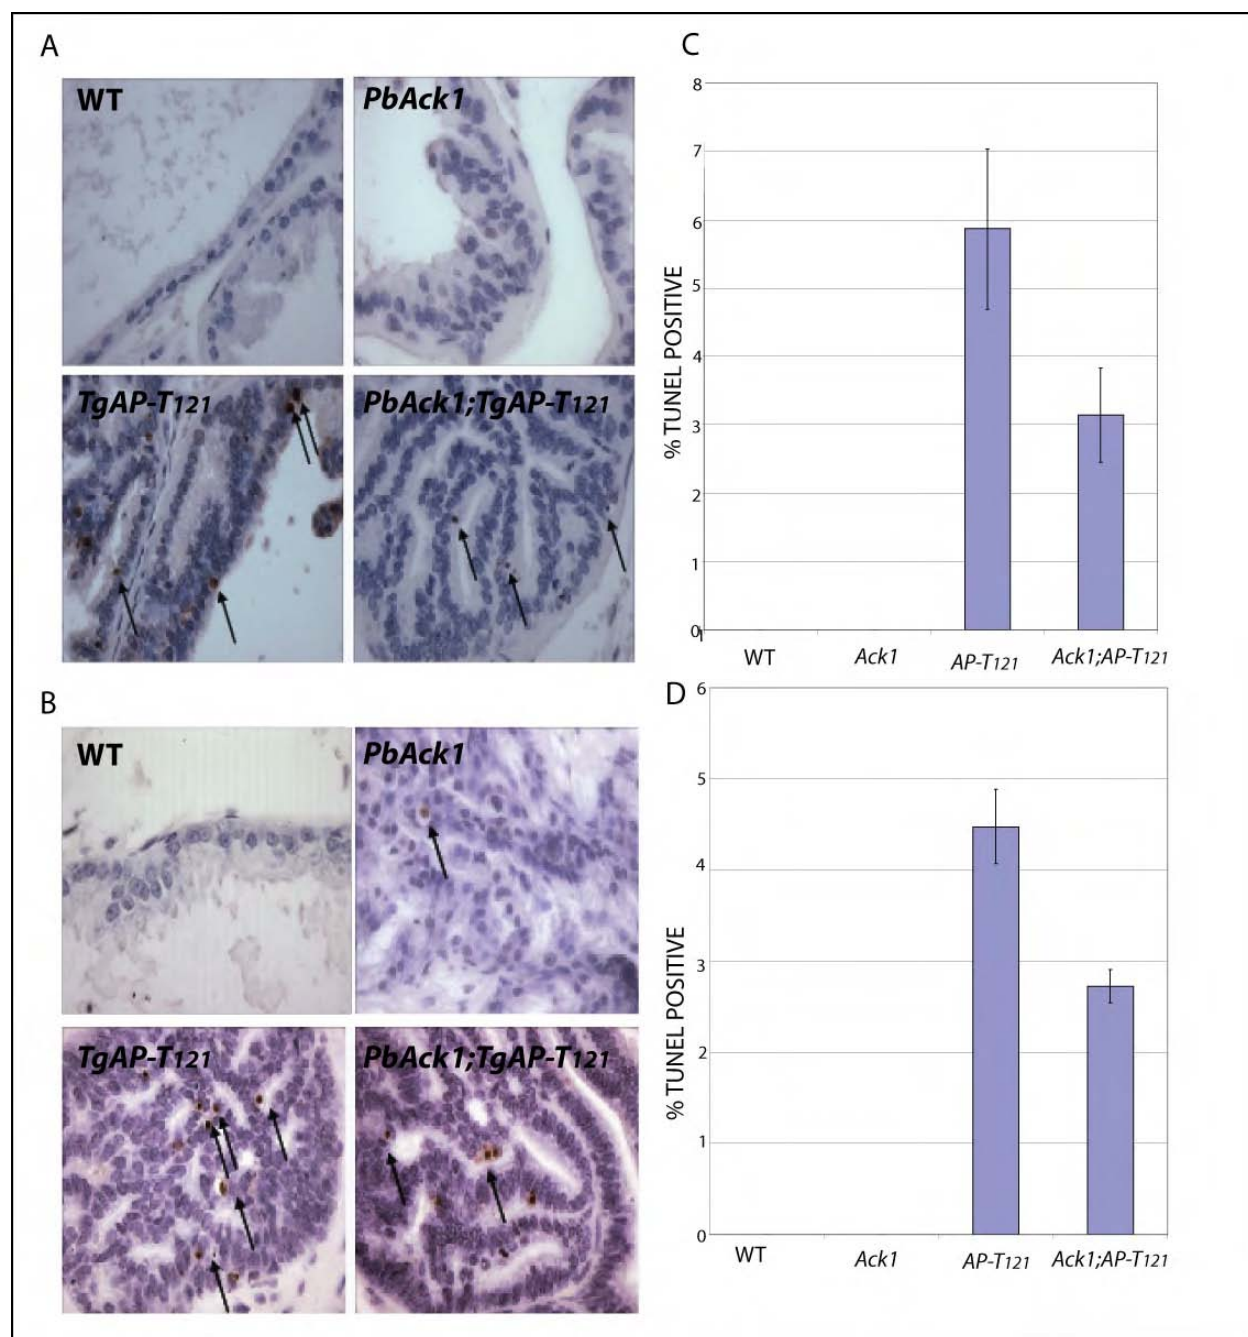 A
WT
PbAck1
TgAP-T121
PbAck1;TgAP-T121
B
WT
PbAck1
TgAP-T121
PbAck1;TgAP-T121
C
8
7
6
5
4
3
2
1
0
% TUNEL POSITIVE
WT
Ack1
AP-T121
Ack1;AP-T121
D
6
5
4
3
2
1
0
% TUNEL POSITIVE
WT
Ack1
AP-T121
Ack1;AP-T121